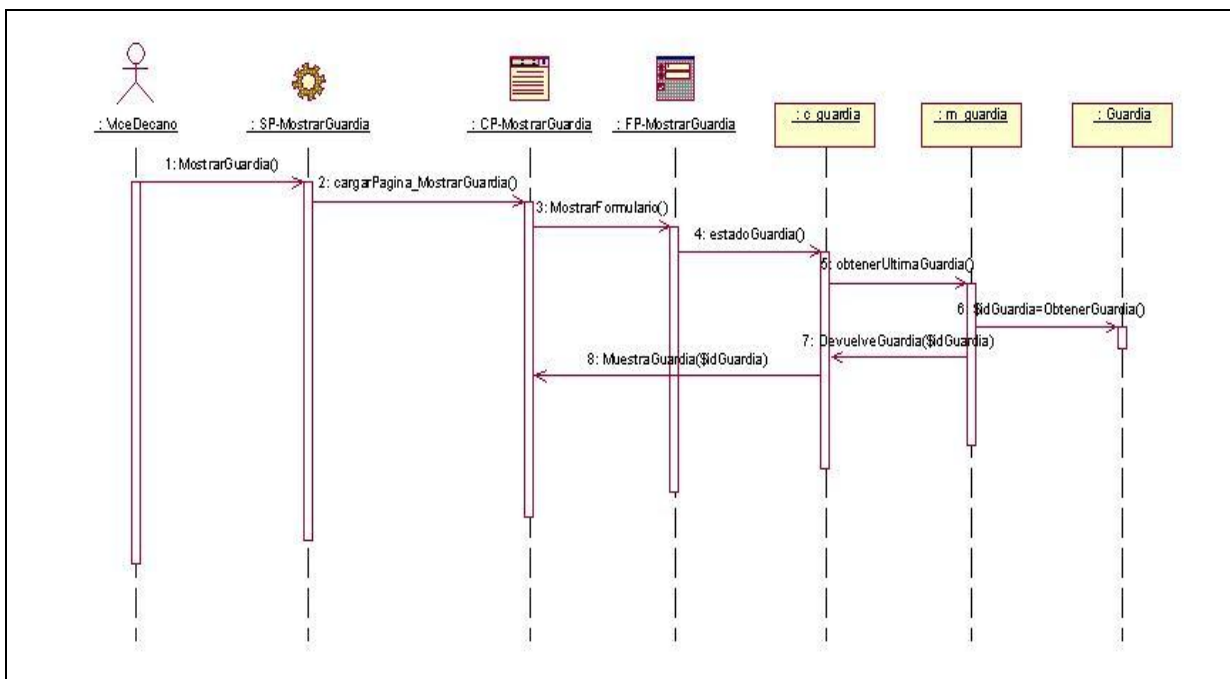 : ViceDecano
: SP-MostrarGuardia
: CP-MostrarGuardia
: FP-MostrarGuardia
: c_guardia
: m_guardia
: Guardia
1: MostrarGuardia()
2: cargarPagina_MostrarGuardia()
3: MostrarFormulario()
4: estadoGuardia()
5: obtenerUltimaGuardia()
6: $idGuardia=ObtenerGuardia()
7: DevuelveGuardia($idGuardia)
8: MuestraGuardia($idGuardia)